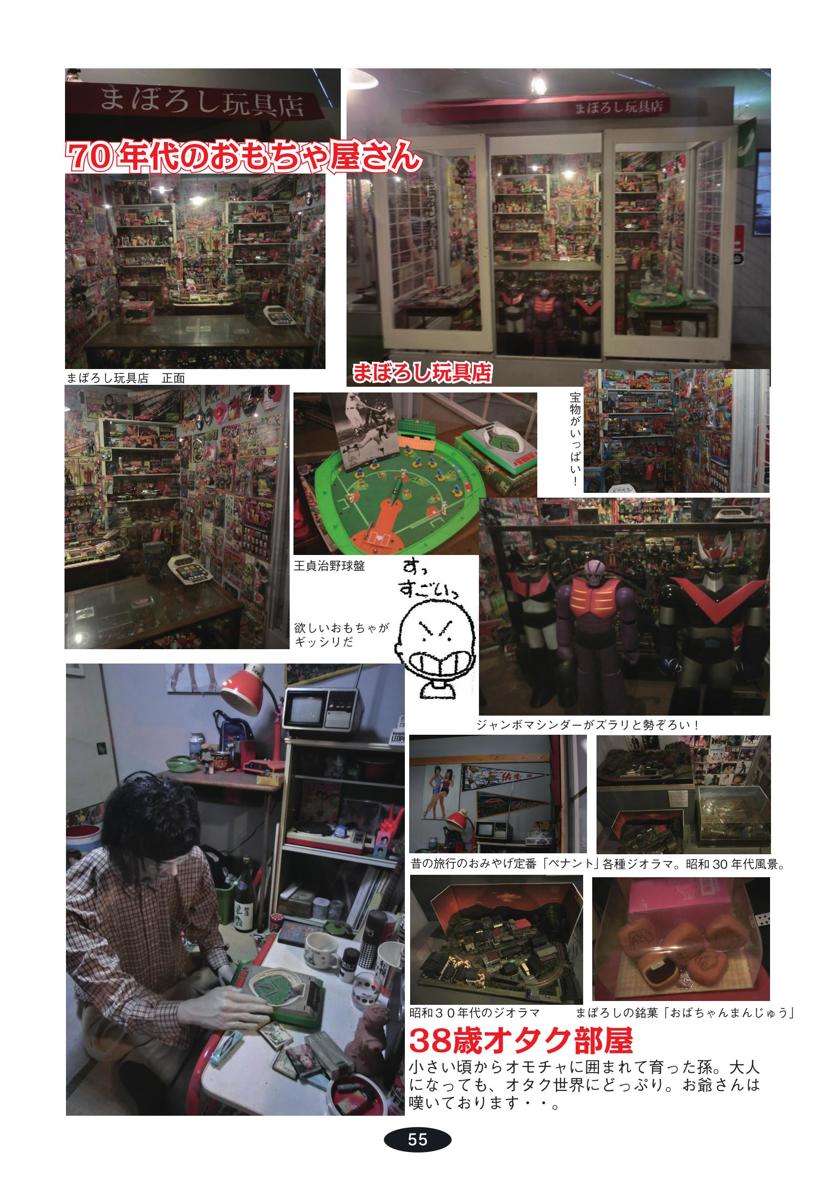 まぼろし玩具店
まぼろし玩具店
70年代のおもちゃ屋さん
まぼろし玩具店
まぼろし玩具店　正面
宝物がいっぱい！
王貞治野球盤
すっ
すごいっ
欲しいおもちゃが
ギッシリだ
ジャンボマシンダーがズラリと勢ぞろい！
昔の旅行のおみやげ定番「ペナント」
各種ジオラマ。昭和30年代風景。
昭和３０年代のジオラマ
まぼろしの銘菓「おばちゃんまんじゅう」
38歳オタク部屋
小さい頃からオモチャに囲まれて育った孫。大人
になっても、オタク世界にどっぷり。お爺さんは
嘆いております・・。
55